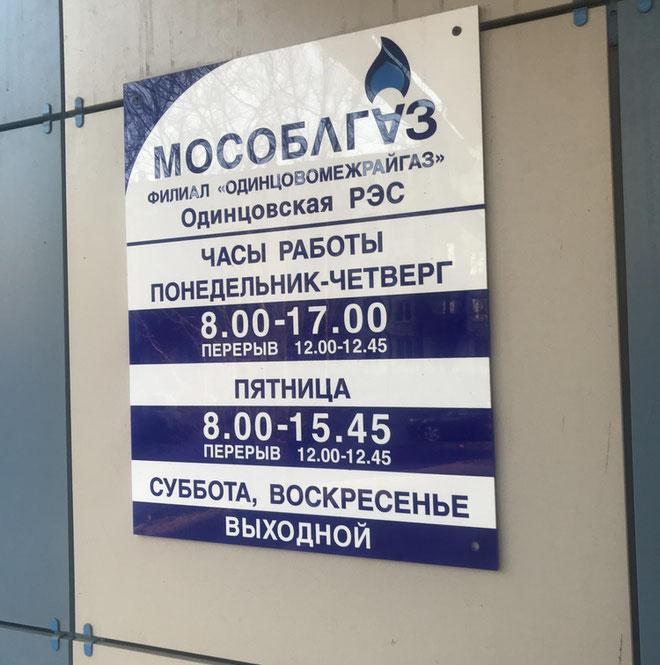 МОСОБЛГАЗ
ФИЛИАЛ «ОДИНЦОВОМЕЖРАЙГАЗ»
Одинцовская РЭС
ЧАСЫ РАБОТЫ
ПОНЕДЕЛЬНИК-ЧЕТВЕРГ
8.00-17.00
ПЕРЕРЫВ 12.00-12.45
ПЯТНИЦА
8.00-15.45
ПЕРЕРЫВ 12.00-12.45
СУББОТА, ВОСКРЕСЕНЬЕ
ВЫХОДНОЙ